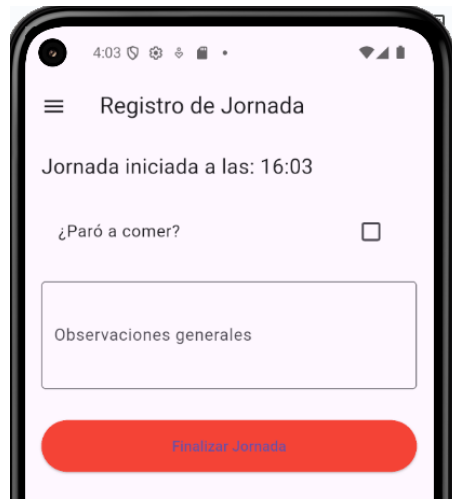 4:03
Registro de Jornada
Jornada iniciada a las: 16:03
¿Paró a comer?
Observaciones generales
Finalizar Jornada